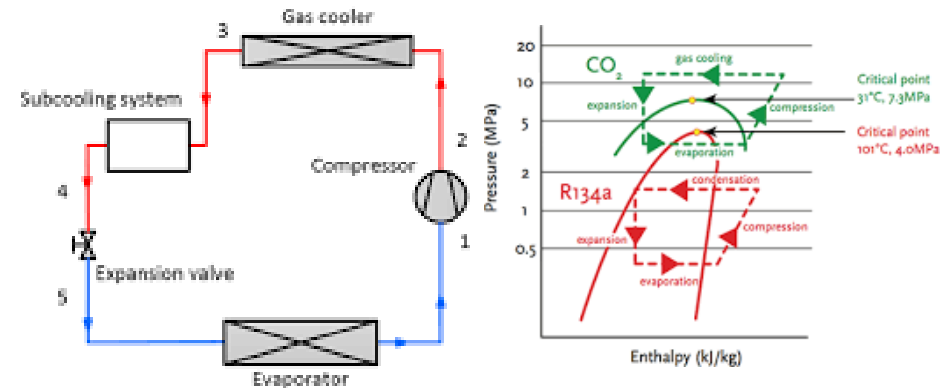 Gas cooler
3
Subcooling system
2
Compressor
4
1
Expansion valve
5
Evaporator
Pressure (MPa)
20
10
5
2
1
0.5
CO2
gas cooling
expansion
compression
evaporation
Critical point
31°C, 7.3MPa
Critical point
101°C, 4.0MPa
R134a
condensation
expansion
compression
evaporation
Enthalpy (kJ/kg)